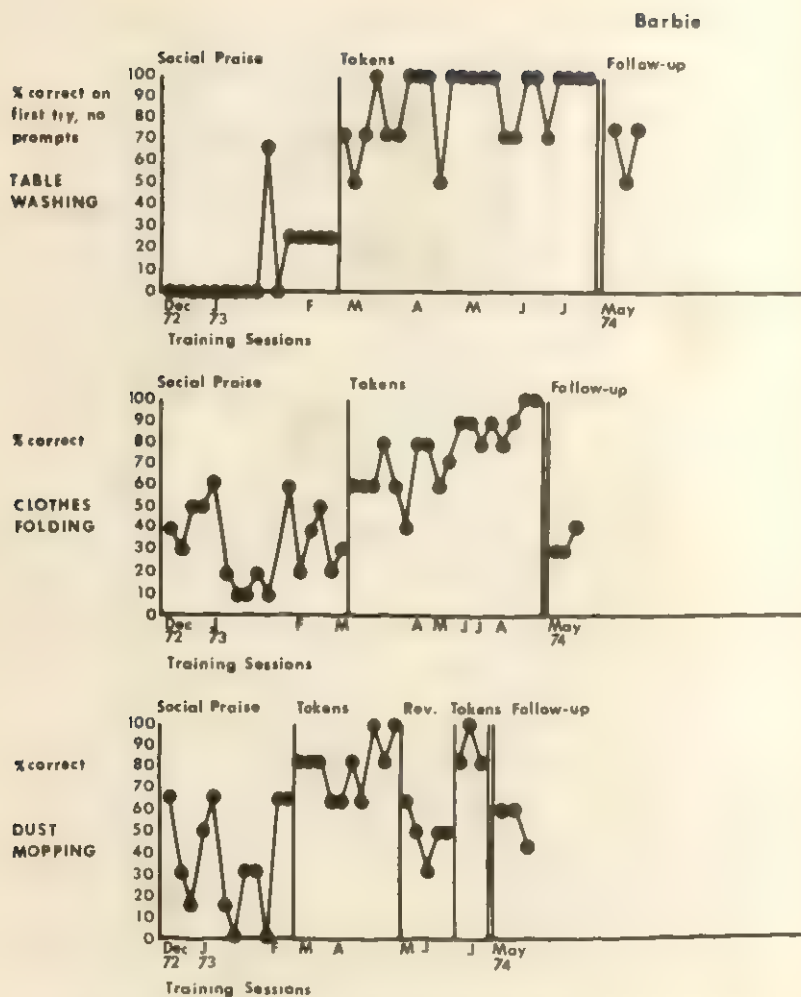 Barbie
Social Praise Tokens Follow-up
% correct on
first try, no
prompts
TABLE
WASHING
100
90
80
70
60
50
40
30
20
10
0
Dec J F M A M J J May
72 73 74
Training Sessions
Social Praise Tokens Follow-up
% correct
CLOTHES
FOLDING
100
90
80
70
60
50
40
30
20
10
0
Dec J F M A M J J A May
72 73 74
Training Sessions
Social Praise Tokens Rev. Tokens Follow-up
% correct
DUST
MOPPING
100
90
80
70
60
50
40
30
20
10
0
Dec J F M A M J J May
72 73 74
Training Sessions